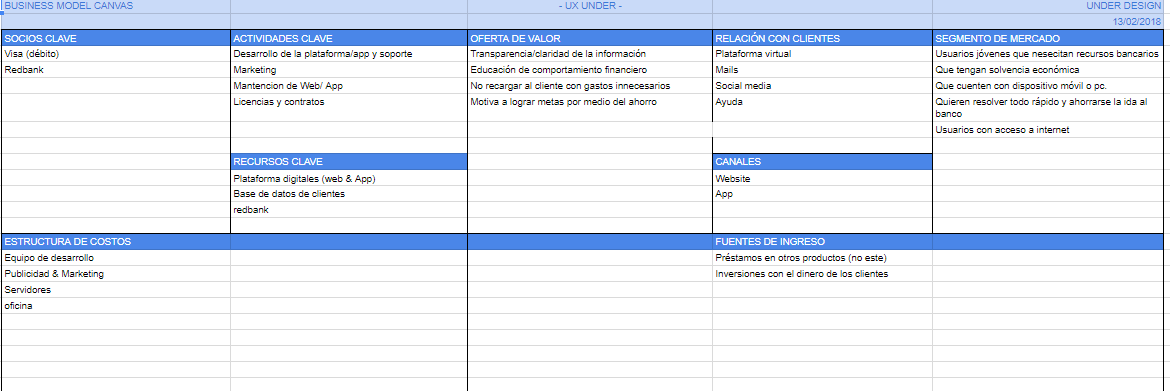 BUSINESS MODEL CANVAS - UX UNDER - UNDER DESIGN
13/02/2018
SOCIOS CLAVE
Visa (débito)
Redbank
ACTIVIDADES CLAVE
Desarrollo de la plataforma/app y soporte
Marketing
Mantencion de Web/ App
Licencias y contratos
RECURSOS CLAVE
Plataforma digitales (web & App)
Base de datos de clientes
redbank
OFERTA DE VALOR
Transparencia/claridad de la información
Educación de comportamiento financiero
No recargar al cliente con gastos innecesarios
Motiva a lograr metas por medio del ahorro
RELACIÓN CON CLIENTES
Plataforma virtual
Mails
Social media
Ayuda
CANALES
Website
App
SEGMENTO DE MERCADO
Usuarios jóvenes que nesecitan recursos bancarios
Que tengan solvencia económica
Que cuenten con dispositivo móvil o pc.
Quieren resolver todo rápido y ahorrarse la ida al
banco
Usuarios con acceso a internet
ESTRUCTURA DE COSTOS
Equipo de desarrollo
Publicidad & Marketing
Servidores
oficina
FUENTES DE INGRESO
Préstamos en otros productos (no este)
Inversiones con el dinero de los clientes